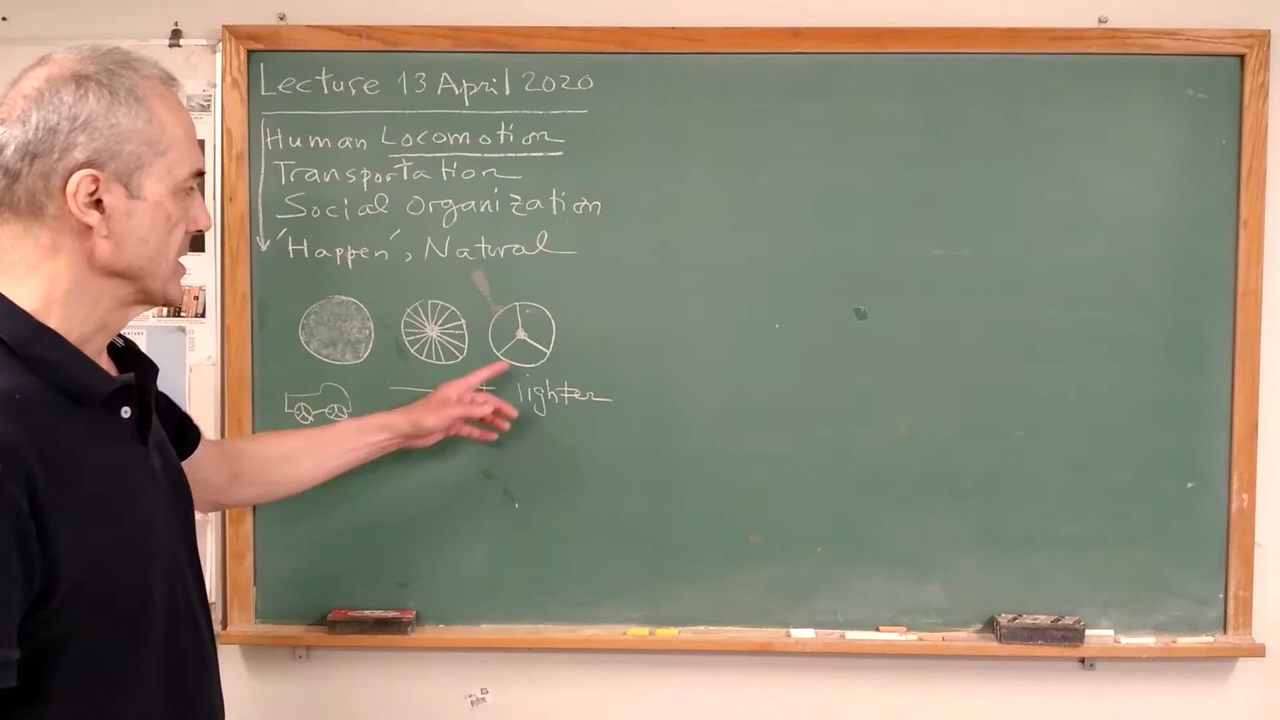 Lecture 13 April 2020
Human Locomotion
Transportation
Social Organization
'Happen', Natural
lighter